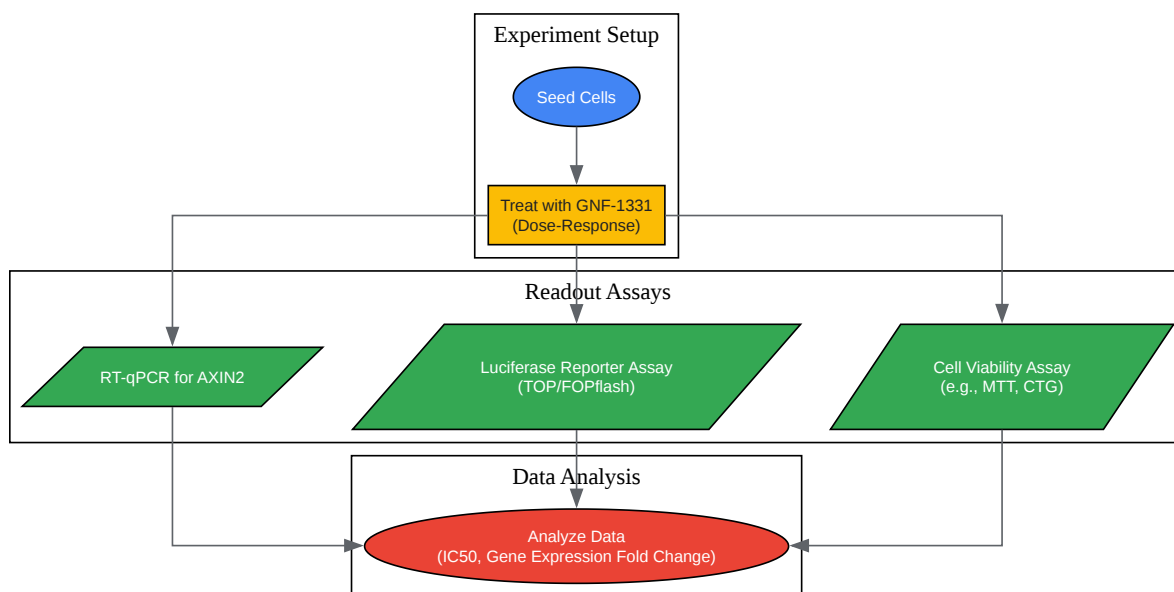 Experiment Setup
Seed Cells
Treat with GNF-1331
(Dose-Response)
Readout Assays
RT-qPCR for AXIN2
Luciferase Reporter Assay
(TOP/FOPflash)
Cell Viability Assay
(e.g., MTT, CTG)
Data Analysis
Analyze Data
(IC50, Gene Expression Fold Change)